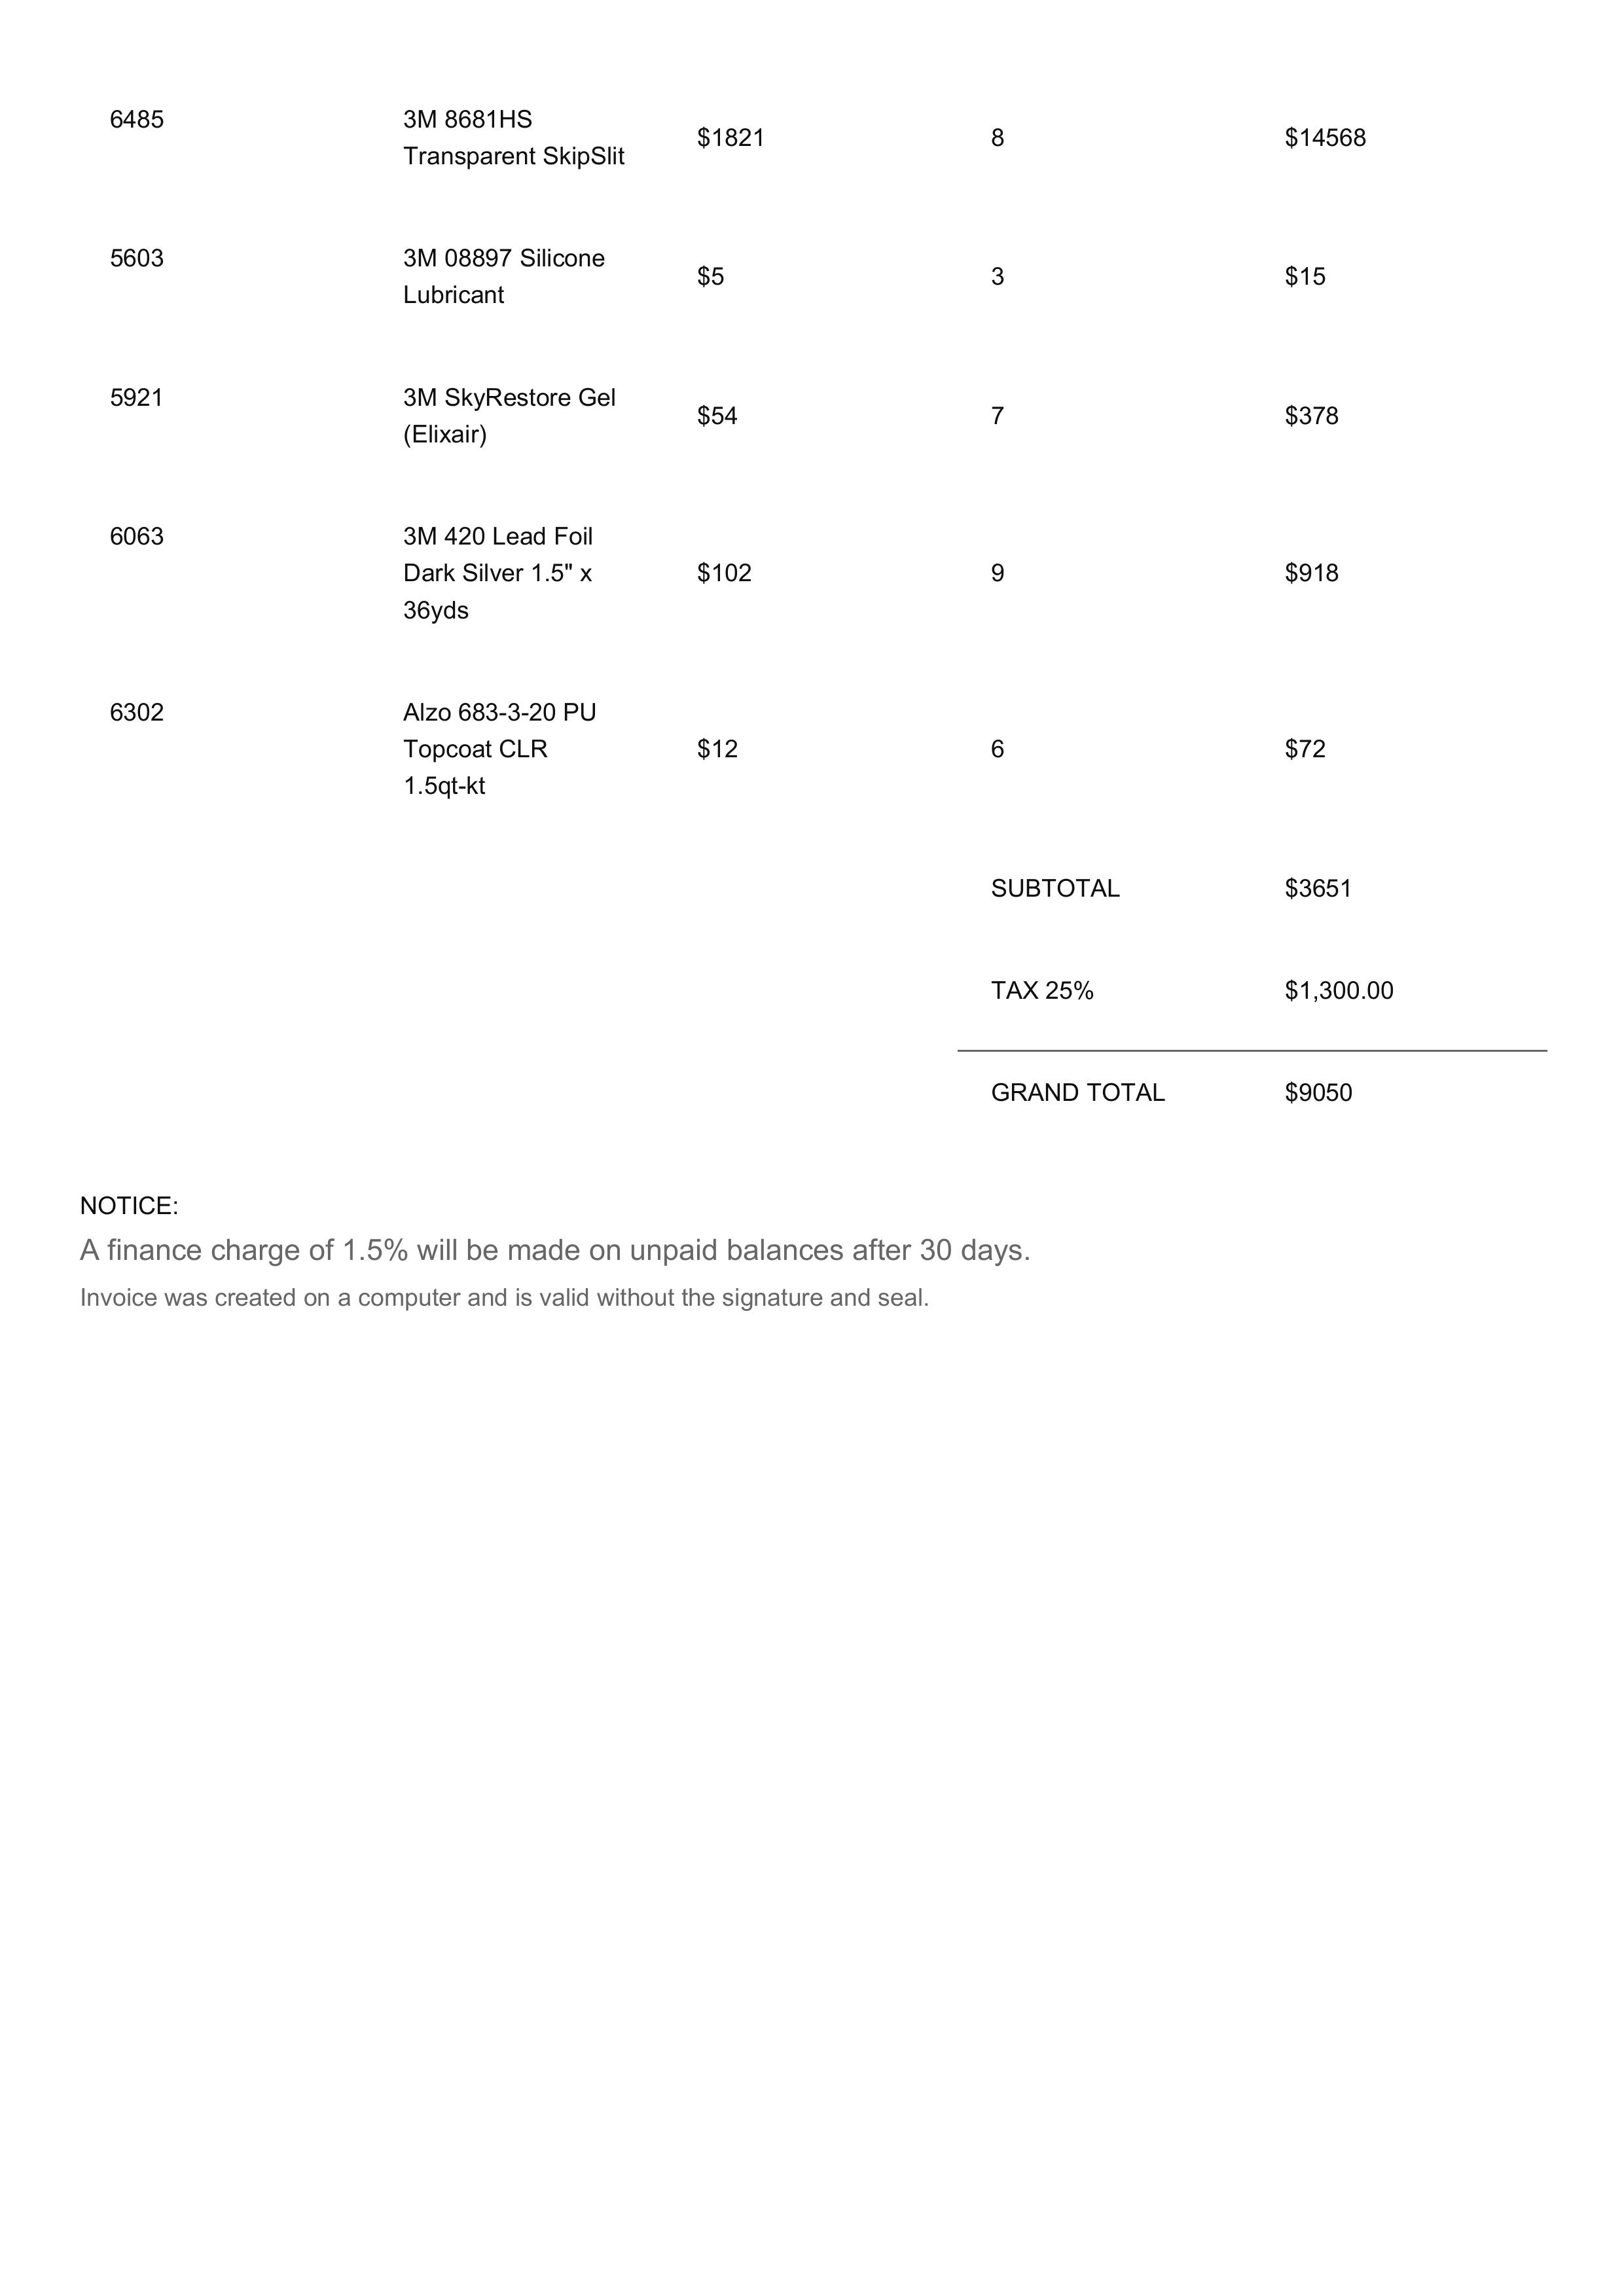 6485 3M 8681HS
Transparent SkipSlit $1821 8 $14568
5603 3M 08897 Silicone
Lubricant $5 3 $15
5921 3M SkyRestore Gel
(Elixair) $54 7 $378
6063 3M 420 Lead Foil
Dark Silver 1.5" x $102 9 $918
36yds
6302 Alzo 683-3-20 PU
Topcoat CLR $12 6 $72
1.5qt-kt
SUBTOTAL $3651
TAX 25% $1,300.00
GRAND TOTAL $9050
NOTICE:
A finance charge of 1.5% will be made on unpaid balances after 30 days.
Invoice was created on a computer and is valid without the signature and seal.